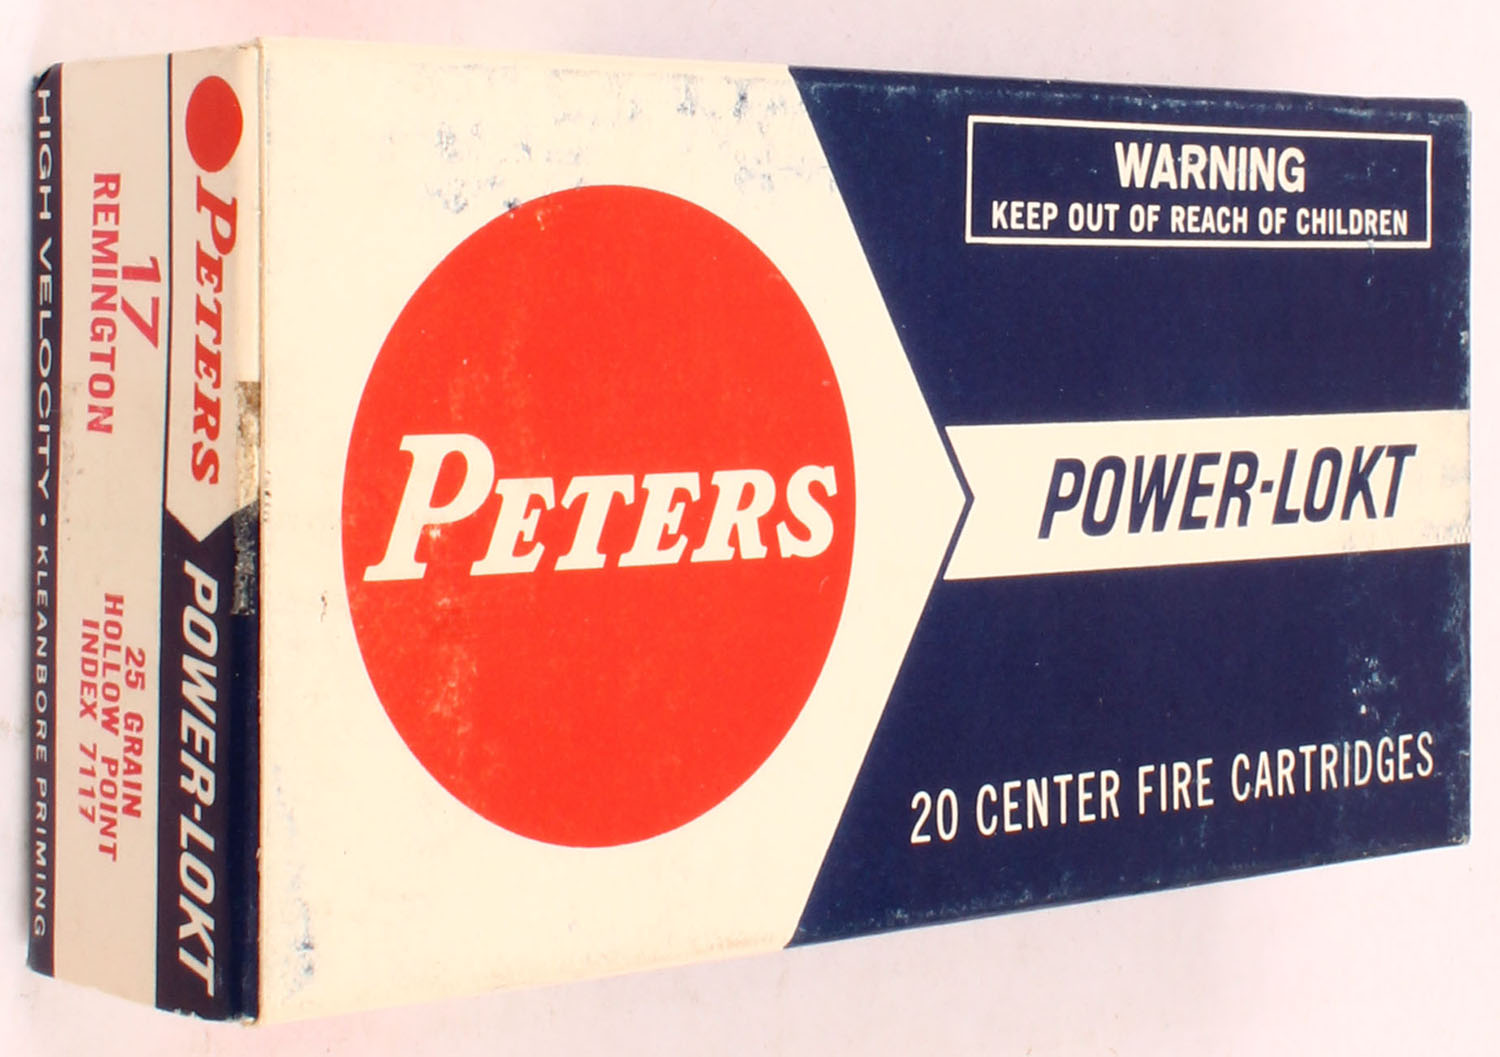 WARNING
KEEP OUT OF REACH OF CHILDREN
PETERS
POWER-LOKT
20 CENTER FIRE CARTRIDGES
PETERS POWER-LOKT
17
REMINGTON
25 GRAIN
HOLLOW POINT
INDEX 7117
HIGH VELOCITY • KLEANBORE PRIMING